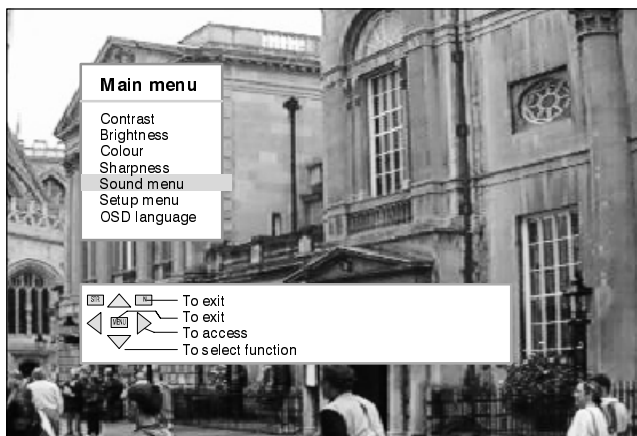 Main menu
Contrast
Brightness
Colour
Sharpness
Sound menu
Setup menu
OSD language
To exit
MENU To exit
To access
To select function